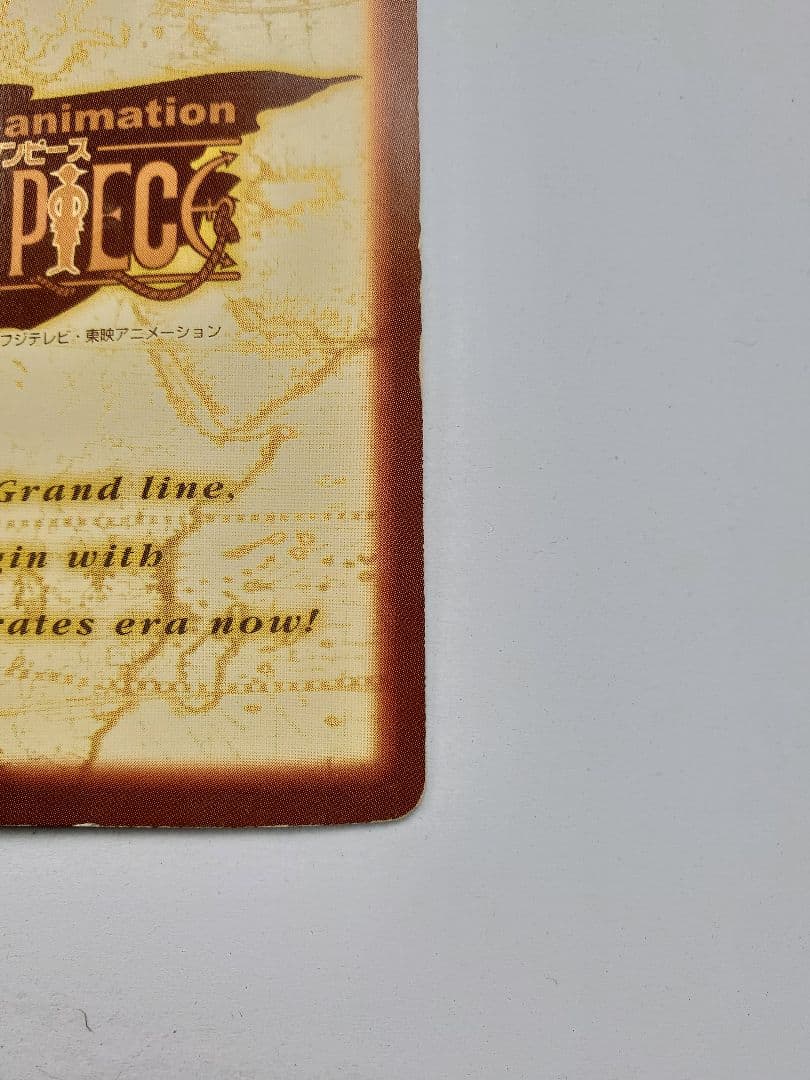 animation
ンピース
PIECE
フジテレビ・東映アニメーション
Grand line,
gin with
rates era now!